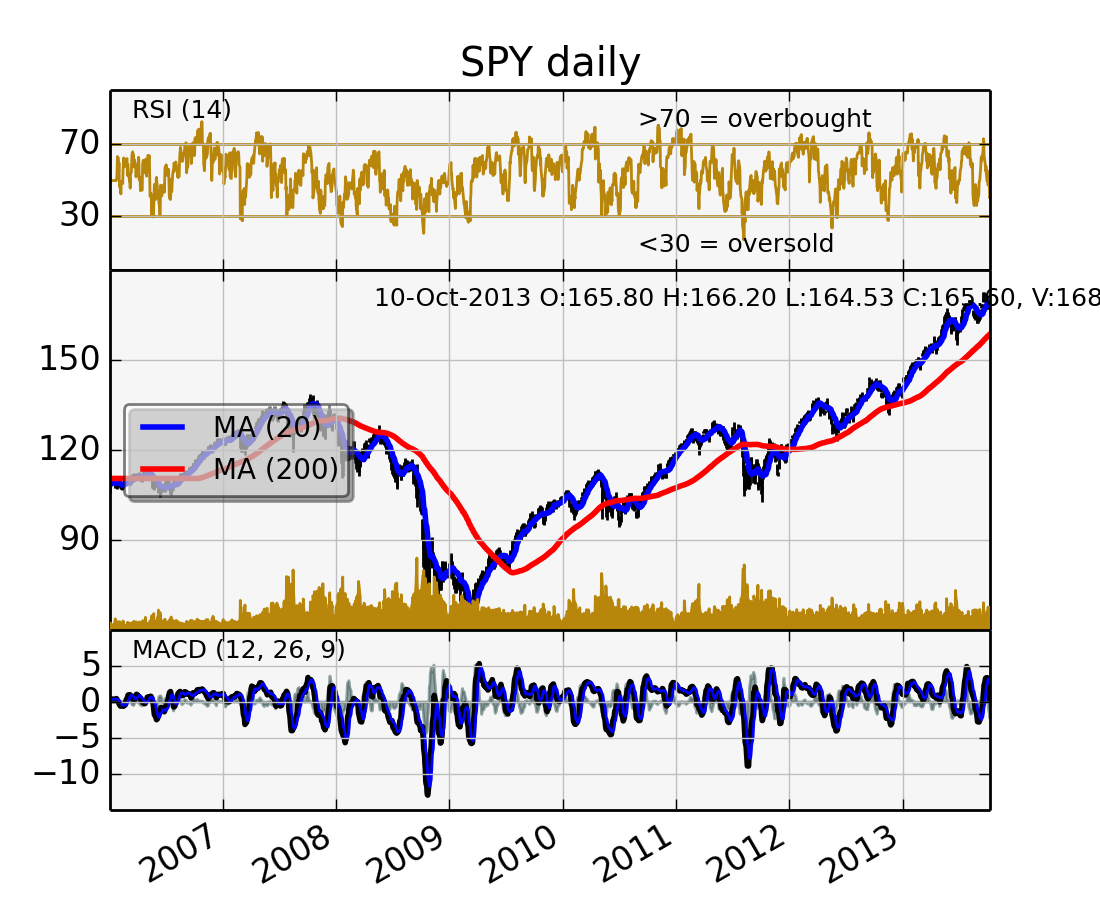 SPY daily
RSI (14)
>70 = overbought
70
30
<30 = oversold
10-Oct-2013 O:165.80 H:166.20 L:164.53 C:165.60, V:168
150
MA (20)
120
MA (200)
90
MACD (12, 26, 9)
5
0
−5
−10
2007 2008 2009 2010 2011 2012 2013